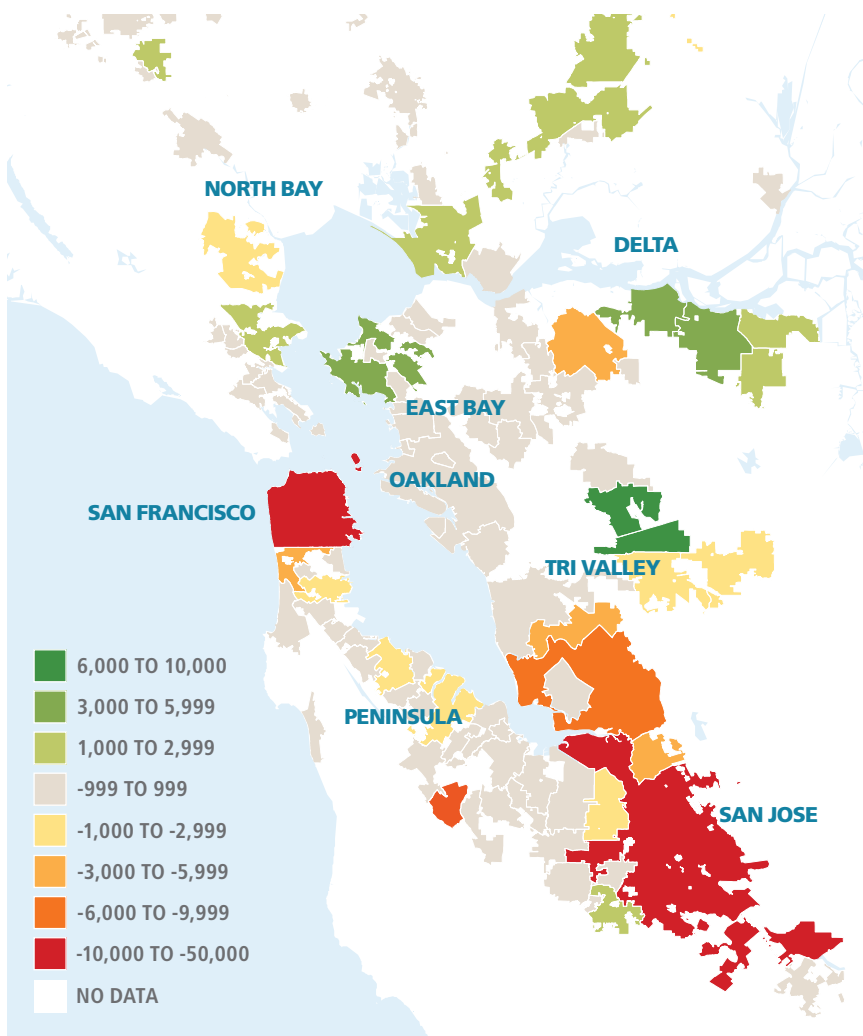 NORTH BAY
DELTA
EAST BAY
OAKLAND
SAN FRANCISCO
TRI VALLEY
PENINSULA
SAN JOSE
6,000 TO 10,000
3,000 TO 5,999
1,000 TO 2,999
-999 TO 999
-1,000 TO -2,999
-3,000 TO -5,999
-6,000 TO -9,999
-10,000 TO -50,000
NO DATA